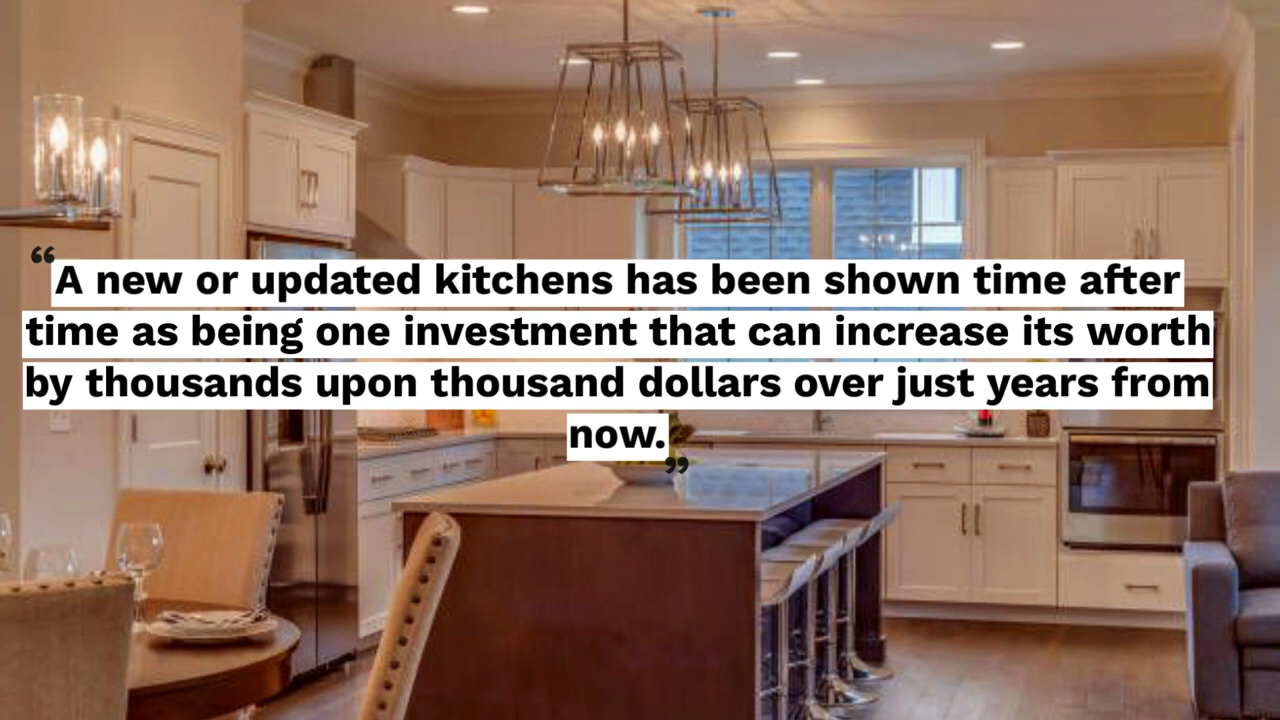 “A new or updated kitchens has been shown time after
time as being one investment that can increase its worth
by thousands upon thousand dollars over just years from
now.”